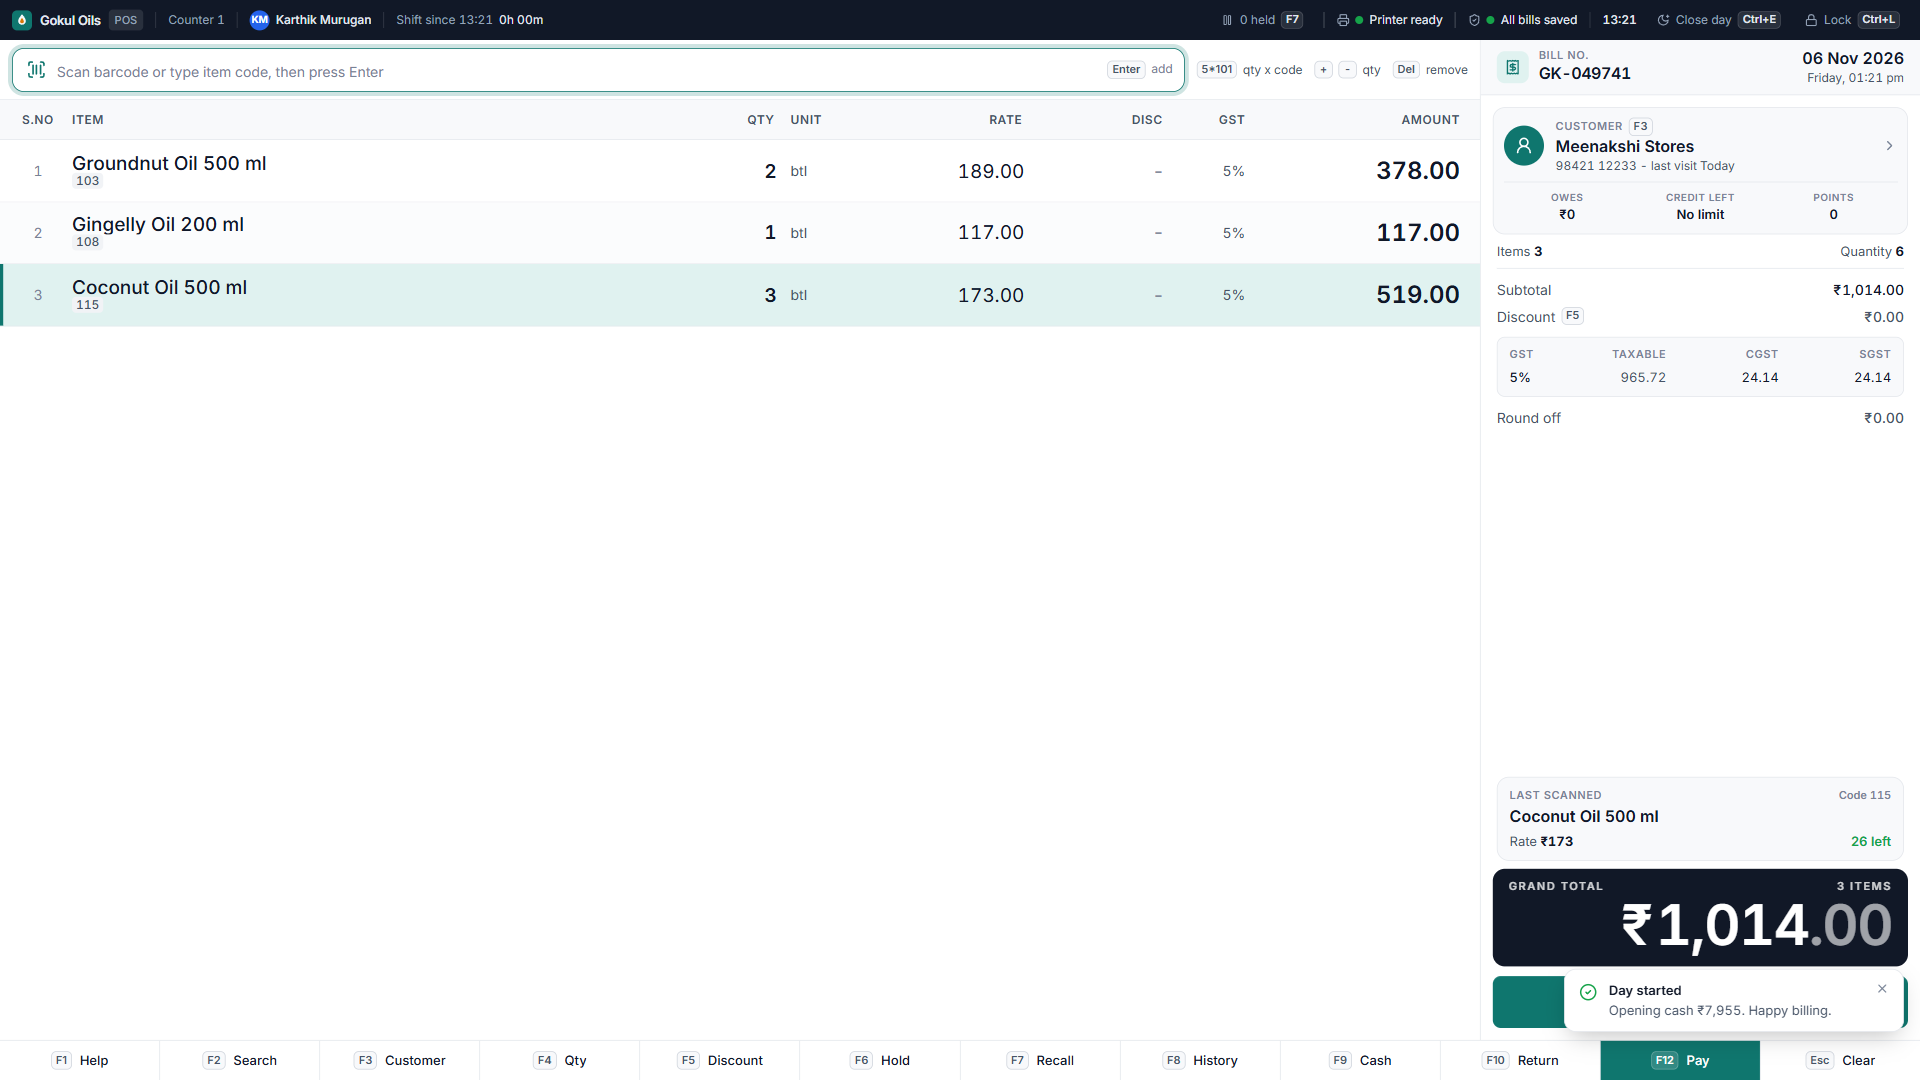 Gokul Oils POS Counter 1 KM Karthik Murugan Shift since 13:21 0h 00m 0 held F7 Printer ready All bills saved 13:21 Close day Ctrl+E Lock Ctrl+L
Scan barcode or type item code, then press Enter Enter add 5*101 qty x code + - qty Del remove
S.NO ITEM QTY UNIT RATE DISC GST AMOUNT
1 Groundnut Oil 500 ml 2 btl 189.00 – 5% 378.00
103
2 Gingelly Oil 200 ml 1 btl 117.00 – 5% 117.00
108
3 Coconut Oil 500 ml 3 btl 173.00 – 5% 519.00
115
BILL NO.
GK-049741
06 Nov 2026
Friday, 01:21 pm
CUSTOMER F3
Meenakshi Stores
98421 12233 - last visit Today
OWES CREDIT LEFT POINTS
₹0 No limit 0
Items 3 Quantity 6
Subtotal ₹1,014.00
Discount F5 ₹0.00
GST TAXABLE CGST SGST
5% 965.72 24.14 24.14
Round off ₹0.00
LAST SCANNED Code 115
Coconut Oil 500 ml
Rate ₹173 26 left
GRAND TOTAL 3 ITEMS
₹1,014.00
Day started
Opening cash ₹7,955. Happy billing.
F1 Help F2 Search F3 Customer F4 Qty F5 Discount F6 Hold F7 Recall F8 History F9 Cash F10 Return F12 Pay Esc Clear